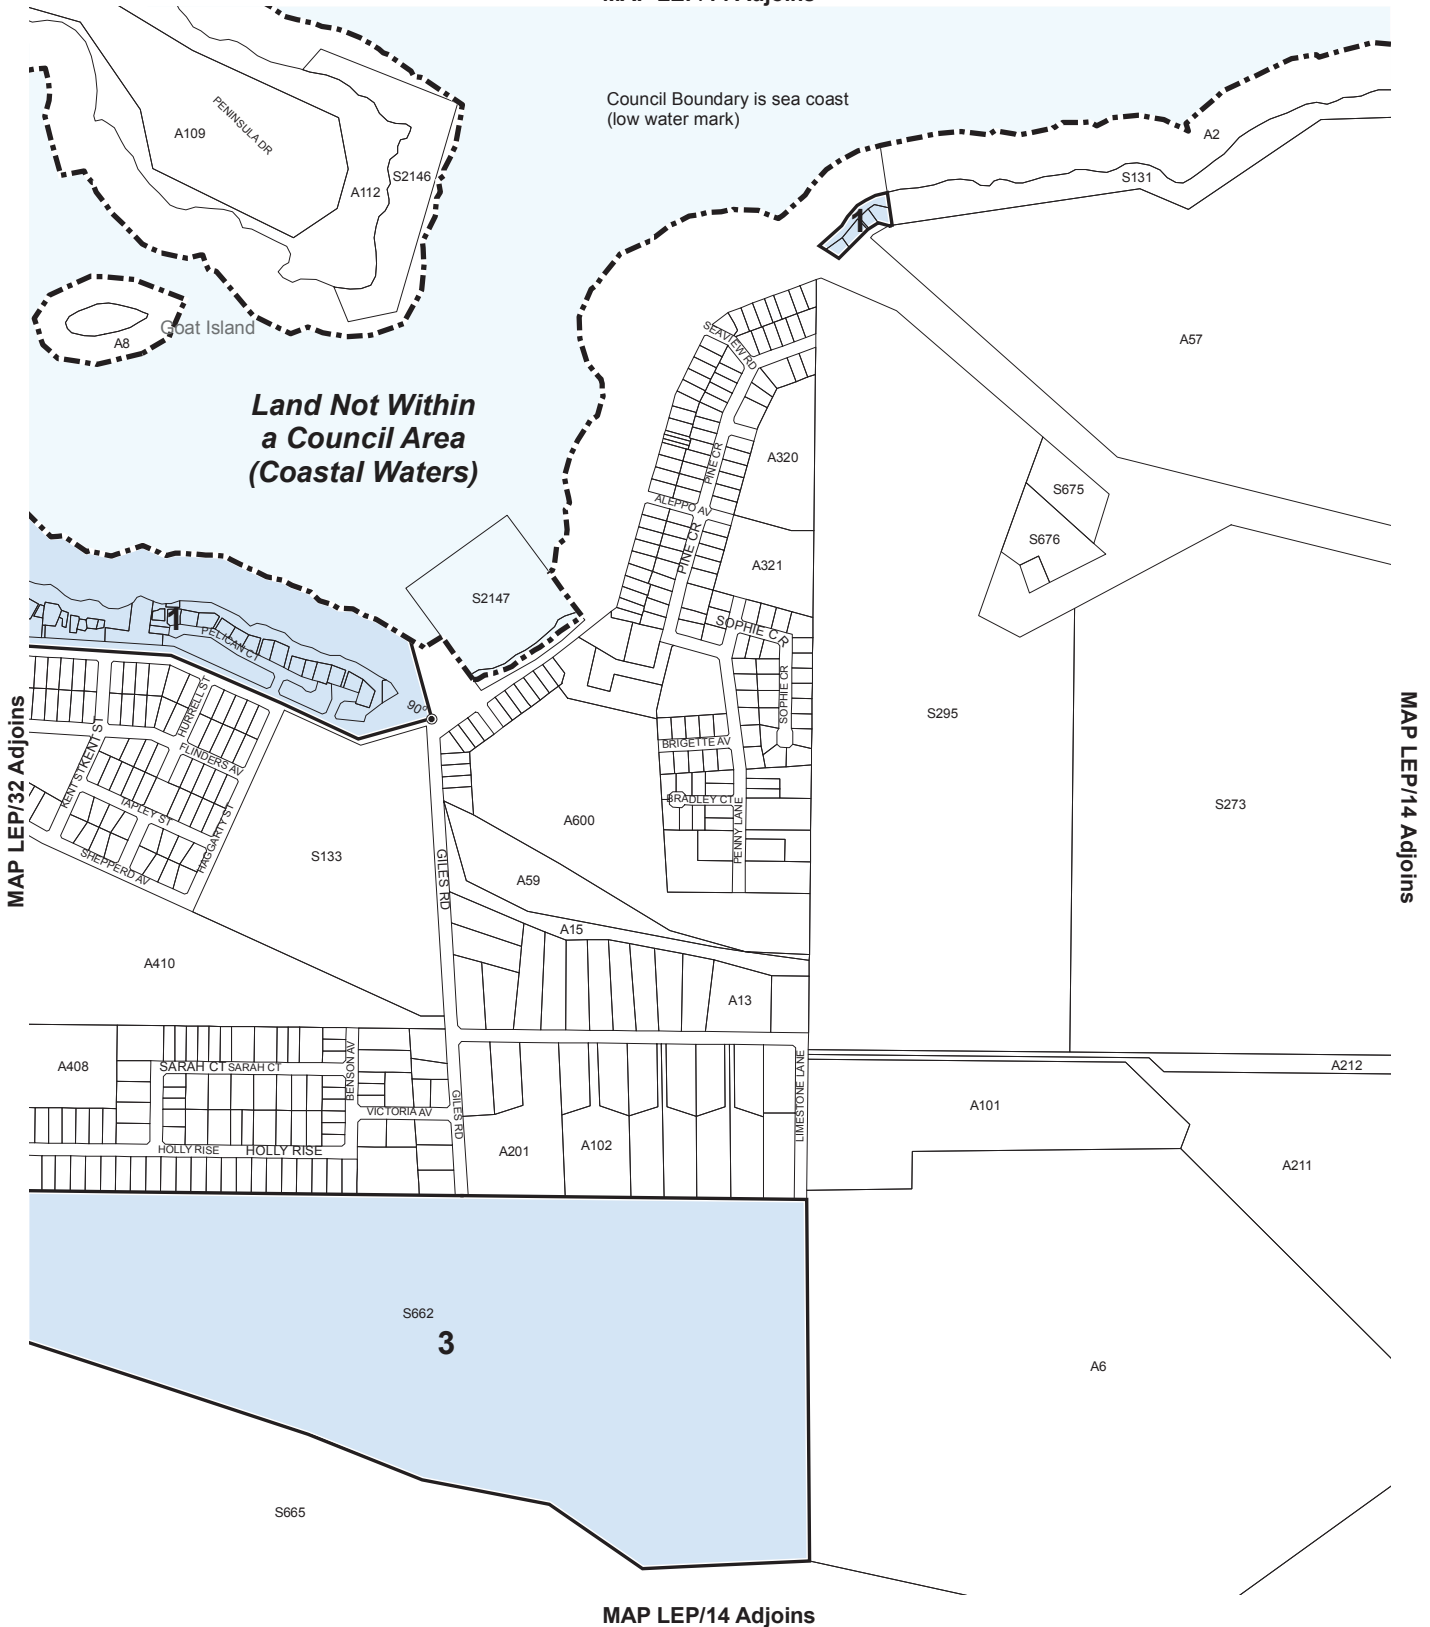 Council Boundary is sea coast
(low water mark)
A2
PENINSULA DR
A109
S2146
A112
S131
1
Goat Island
A8
SEAVIEW RD
A57
Land Not Within
a Council Area
(Coastal Waters)
PINE CR
A320
ALEPPO AV
S675
PINE CR
S676
A321
S2147
1
PELICAN CT
SOPHIE CR
SOPHIE CR
90°
HURRELL ST
KENT ST
KENT ST
FLINDERS AV
TAPLEY ST
HAGGARTY ST
SHEPPERD AV
BRIGETTE AV
BRADLEY CT
PENNY LANE
S295
MAP LEP/32 Adjoins
MAP LEP/14 Adjoins
S273
A600
S133
GILES RD
A59
A15
A410
A13
A408
SARAH CT
SARAH CT
BENSON AV
LIMESTONE LANE
A212
A101
VICTORIA AV
GILES RD
HOLLY RISE
HOLLY RISE
A201
A102
A211
S662
3
A6
S665
MAP LEP/14 Adjoins